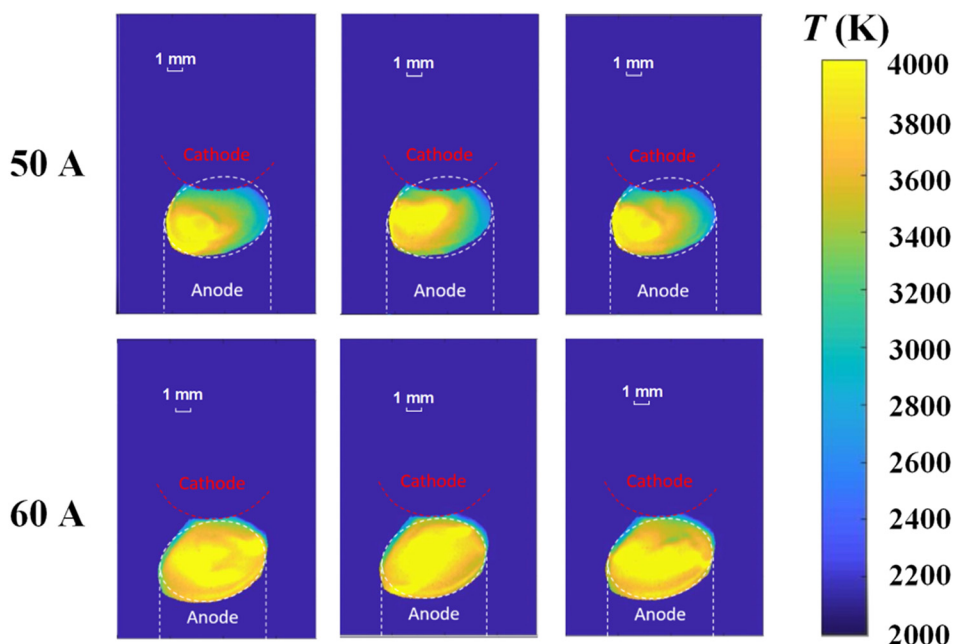 T (K)
50 A
1 mm
Cathode
Anode
1 mm
Cathode
Anode
1 mm
Cathode
Anode
60 A
1 mm
Cathode
Anode
1 mm
Cathode
Anode
1 mm
Cathode
Anode
4000
3800
3600
3400
3200
3000
2800
2600
2400
2200
2000